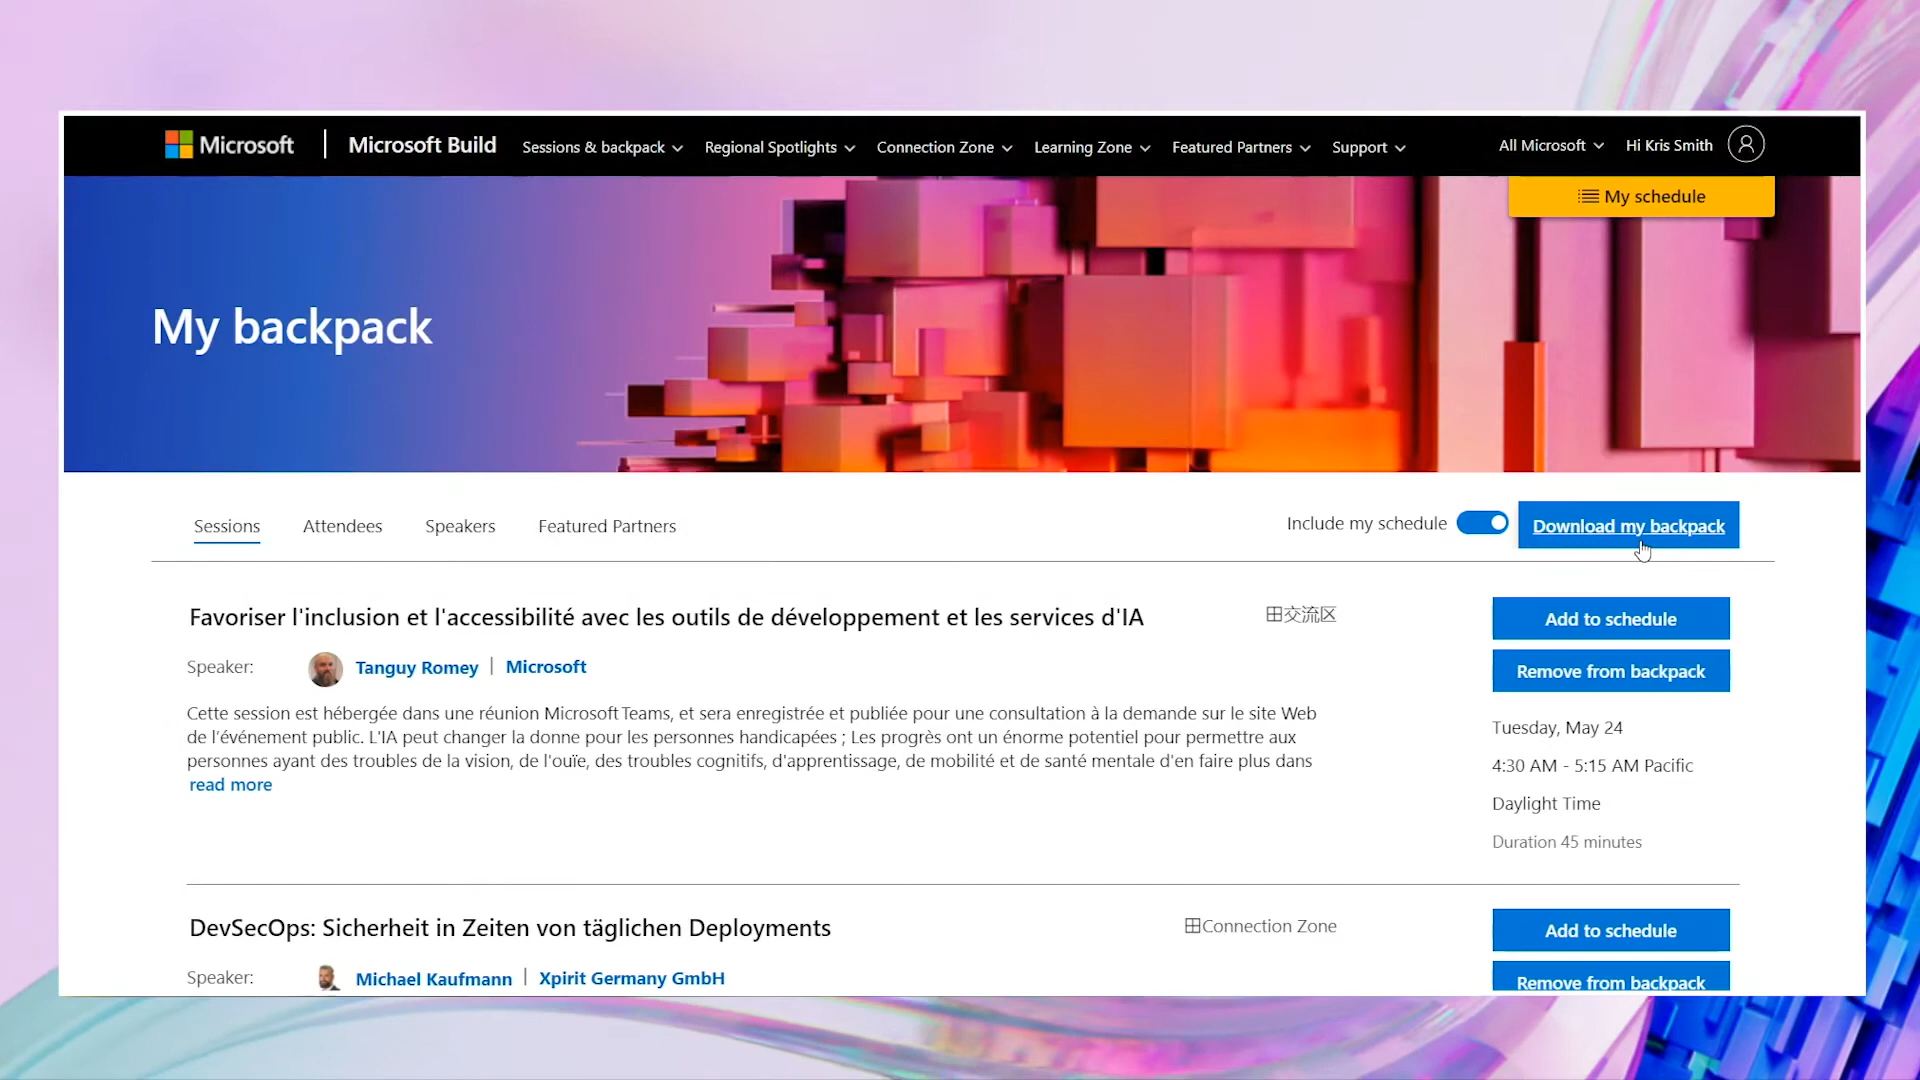 Microsoft | Microsoft Build Sessions & backpack Regional Spotlights Connection Zone Learning Zone Featured Partners Support All Microsoft Hi Kris Smith
My schedule
My backpack
Sessions Attendees Speakers Featured Partners Include my schedule Download my backpack
Favoriser l'inclusion et l'accessibilité avec les outils de développement et les services d'IA
交流区
Add to schedule
Speaker: Tanguy Romey | Microsoft
Remove from backpack
Cette session est hébergée dans une réunion Microsoft Teams, et sera enregistrée et publiée pour une consultation à la demande sur le site Web
de l'événement public. L'IA peut changer la donne pour les personnes handicapées ; Les progrès ont un énorme potentiel pour permettre aux
personnes ayant des troubles de la vision, de l'ouïe, des troubles cognitifs, d'apprentissage, de mobilité et de santé mentale d'en faire plus dans
read more
Tuesday, May 24
4:30 AM - 5:15 AM Pacific
Daylight Time
Duration 45 minutes
DevSecOps: Sicherheit in Zeiten von täglichen Deployments
Connection Zone
Add to schedule
Speaker: Michael Kaufmann | Xpirit Germany GmbH
Remove from backpack